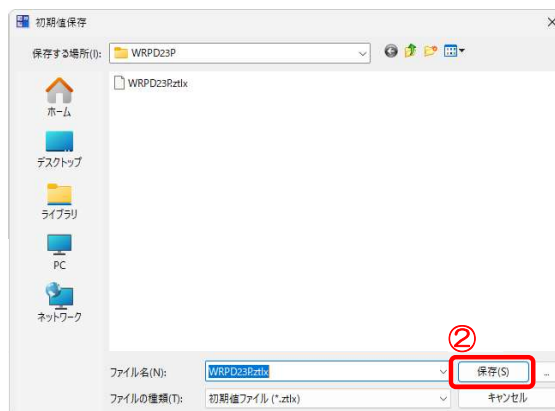 初期値保存
保存する場所(I): WRPD23P
WRPD23P.ztlx
ホーム
デスクトップ
ライブラリ
PC
ネットワーク
②
ファイル名(N): WRPD23P.ztlx 保存(S) ...
ファイルの種類(T): 初期値ファイル (*.ztlx) キャンセル